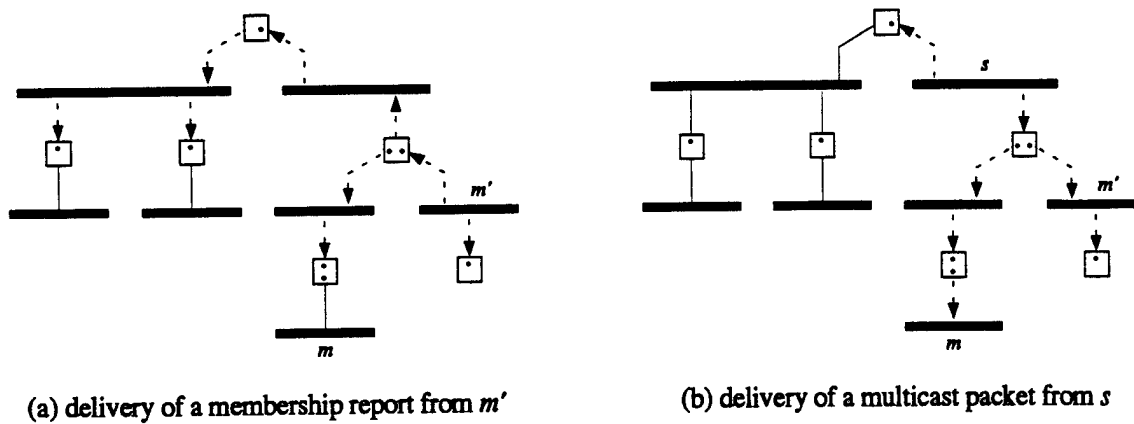 s
m'
m'
m
m
(a) delivery of a membership report from m'
(b) delivery of a multicast packet from s